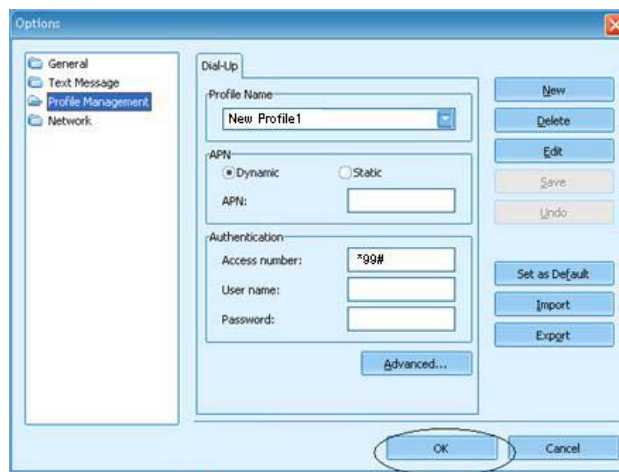 Options
General
Text Message
Profile Management
Network
Dial-Up
Profile Name
New Profile1
APN
Dynamic
Static
APN:
Authentication
Access number:
*99#
User name:
Password:
Advanced...
New
Delete
Edit
Save
Undo
Set as Default
Import
Export
OK
Cancel